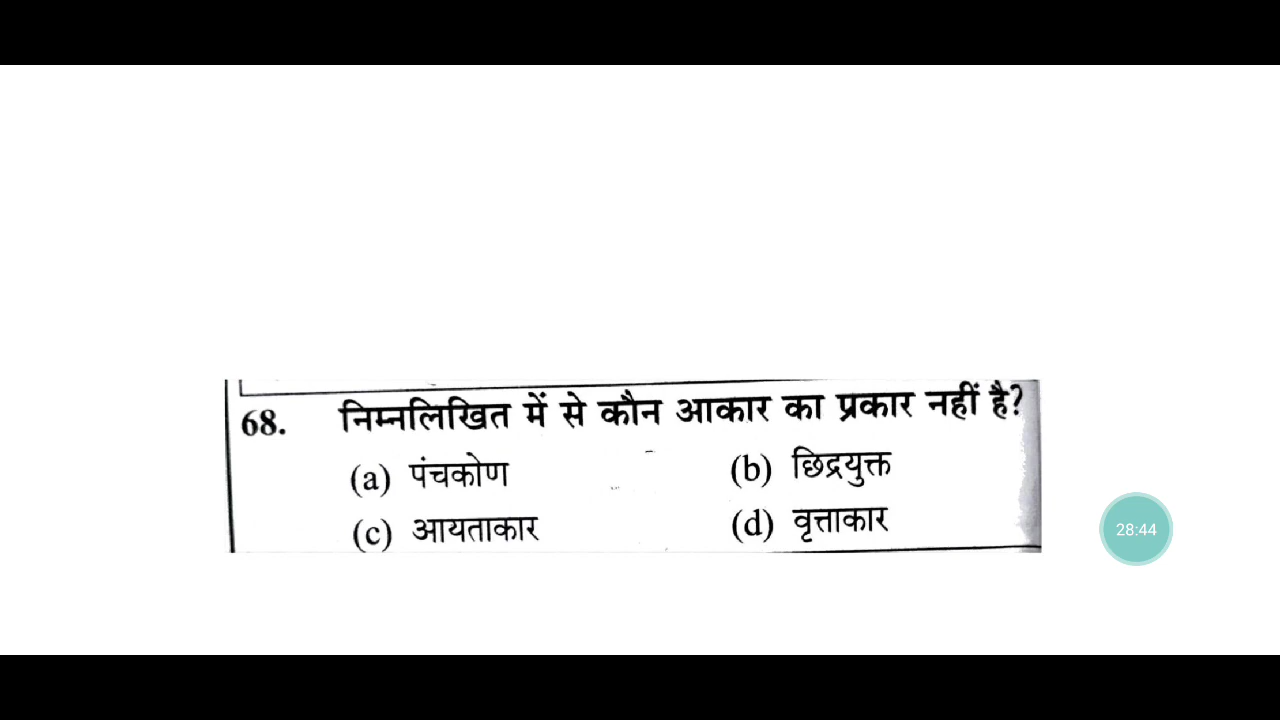 68. निम्नलिखित में से कौन आकार का प्रकार नहीं है?
(a) पंचकोण (b) छिद्रयुक्त
(c) आयताकार (d) वृत्ताकार
28:44